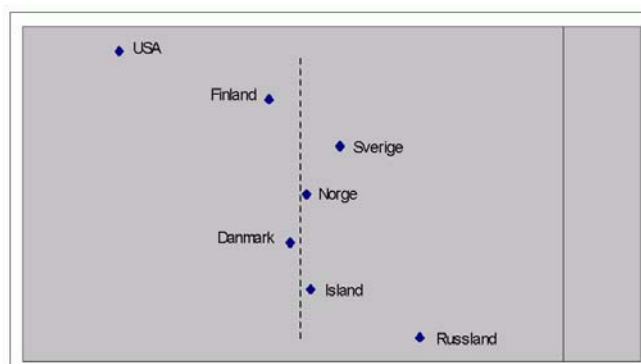 USA
Finland
Sverige
Norge
Danmark
Island
Russland